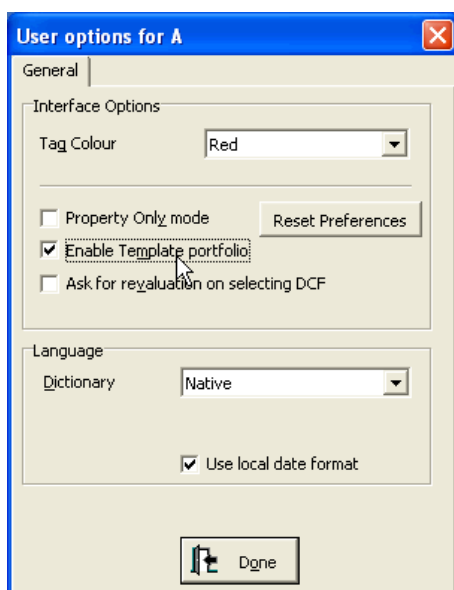 User options for A
General
Interface Options
Tag Colour
Red
Property Only mode
Reset Preferences
Enable Template portfolio
Ask for revaluation on selecting DCF
Language
Dictionary
Native
Use local date format
Done